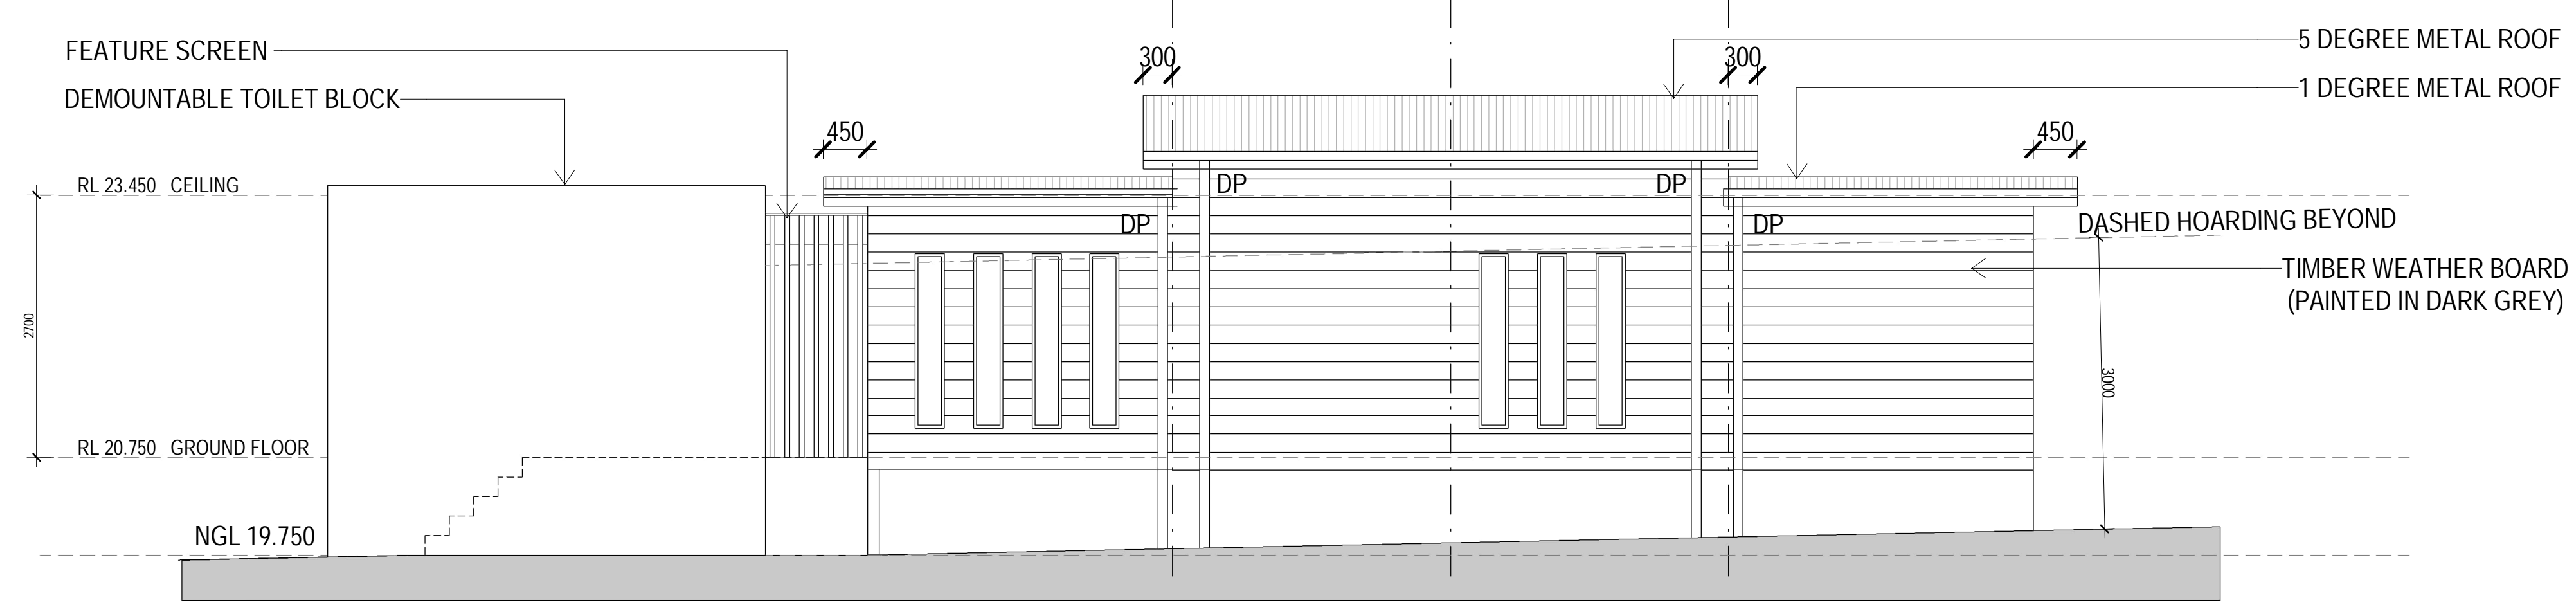 FEATURE SCREEN
DEMOUNTABLE TOILET BLOCK
300
300
5 DEGREE METAL ROOF
1 DEGREE METAL ROOF
450
450
RL 23.450 CEILING
DP
DP
DP
DP
DASHED HOARDING BEYOND
TIMBER WEATHER BOARD
(PAINTED IN DARK GREY)
2700
3000
RL 20.750 GROUND FLOOR
NGL 19.750